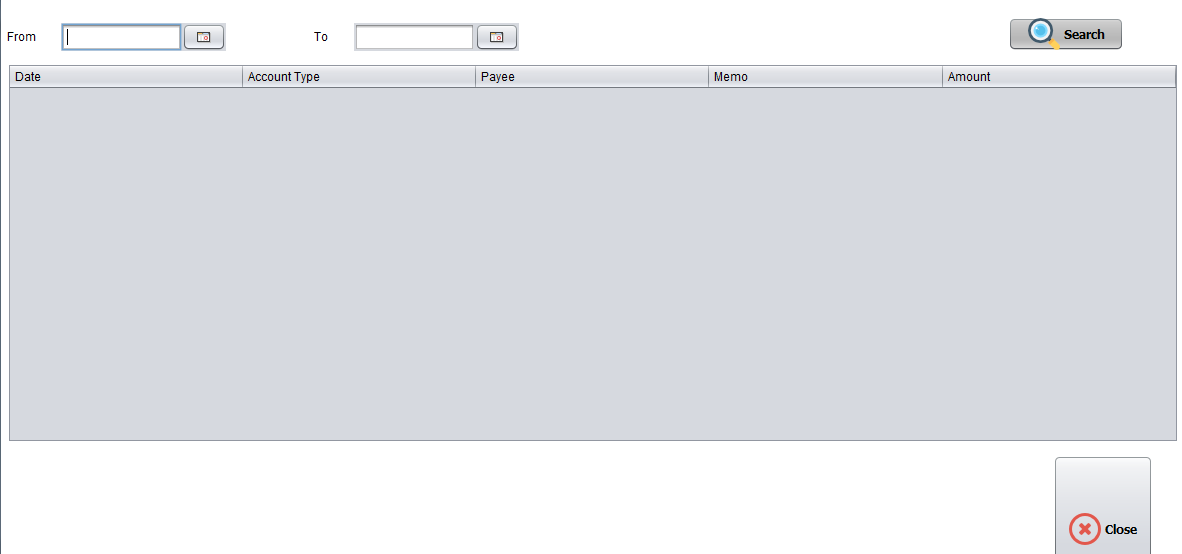 From To Search
Date Account Type Payee Memo Amount
Close